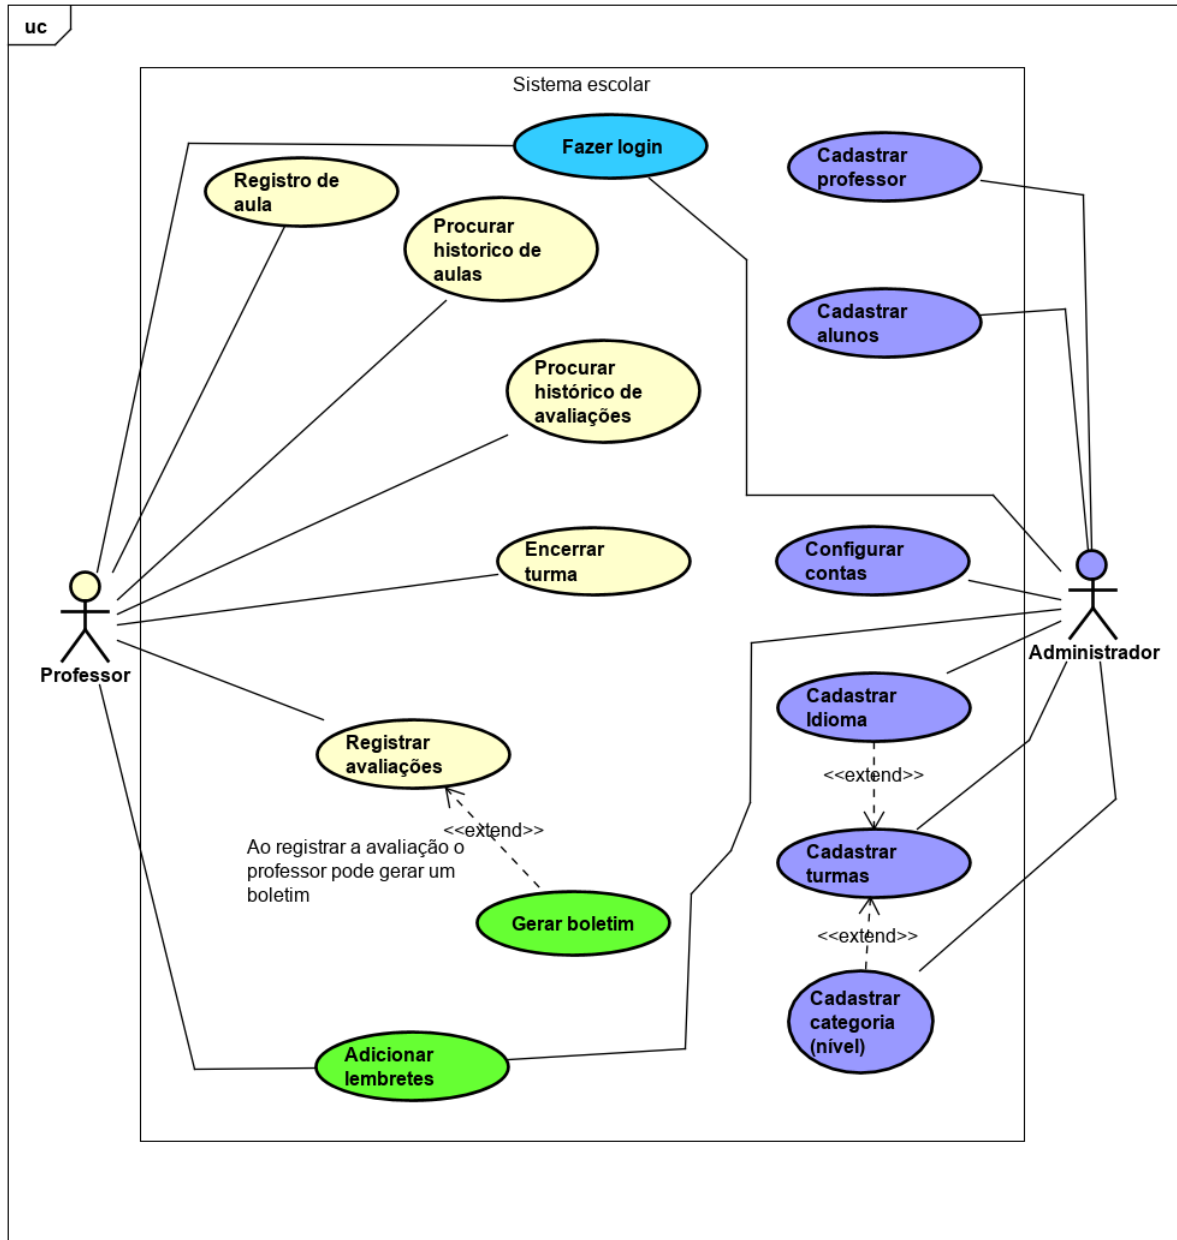 uc
Sistema escolar
Fazer login
Cadastrar
professor
Registro de
aula
Procurar
historico de
aulas
Cadastrar
alunos
Procurar
histórico de
avaliações
Encerrar
turma
Configurar
contas
Professor
Administrador
Cadastrar
Idioma
Registrar
avaliações
<<extend>>
<<extend>>
Ao registrar a avaliação o
professor pode gerar um
boletim
Cadastrar
turmas
Gerar boletim
<<extend>>
Cadastrar
categoria
(nível)
Adicionar
lembretes